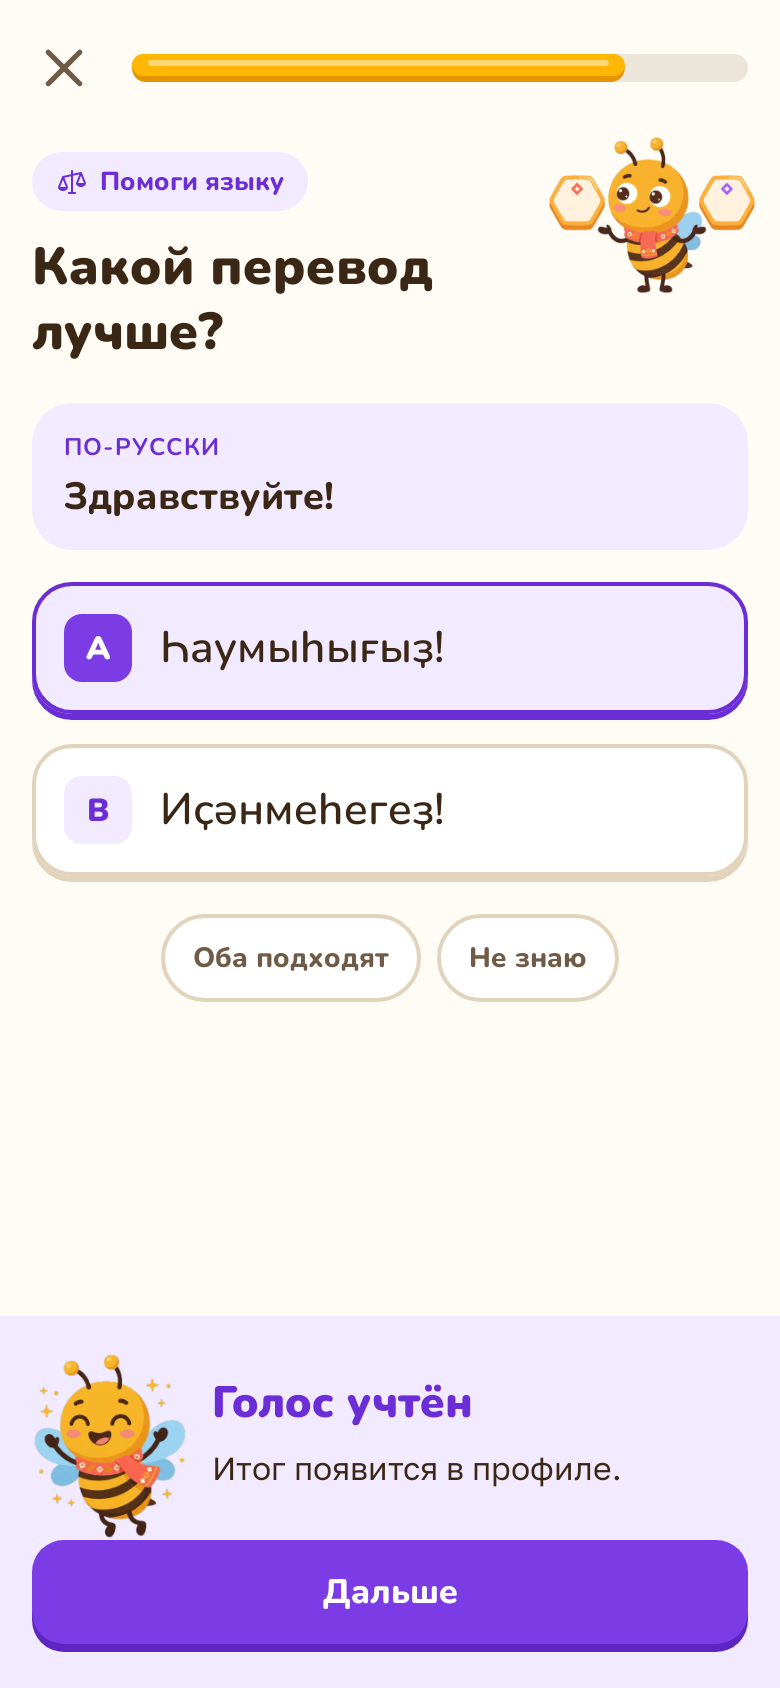 Помоги языку
Какой перевод
лучше?
ПО-РУССКИ
Здравствуйте!
A
Һаумыһығыҙ!
B
Иҫәнмеһегеҙ!
Оба подходят
Не знаю
Голос учтён
Итог появится в профиле.
Дальше